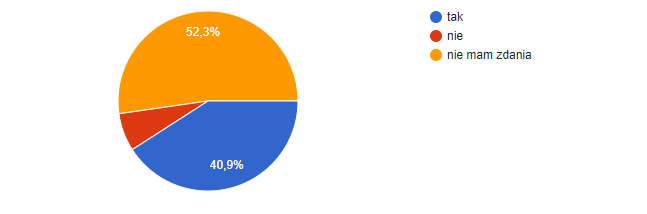 52,3%
40,9%
tak
nie
nie mam zdania